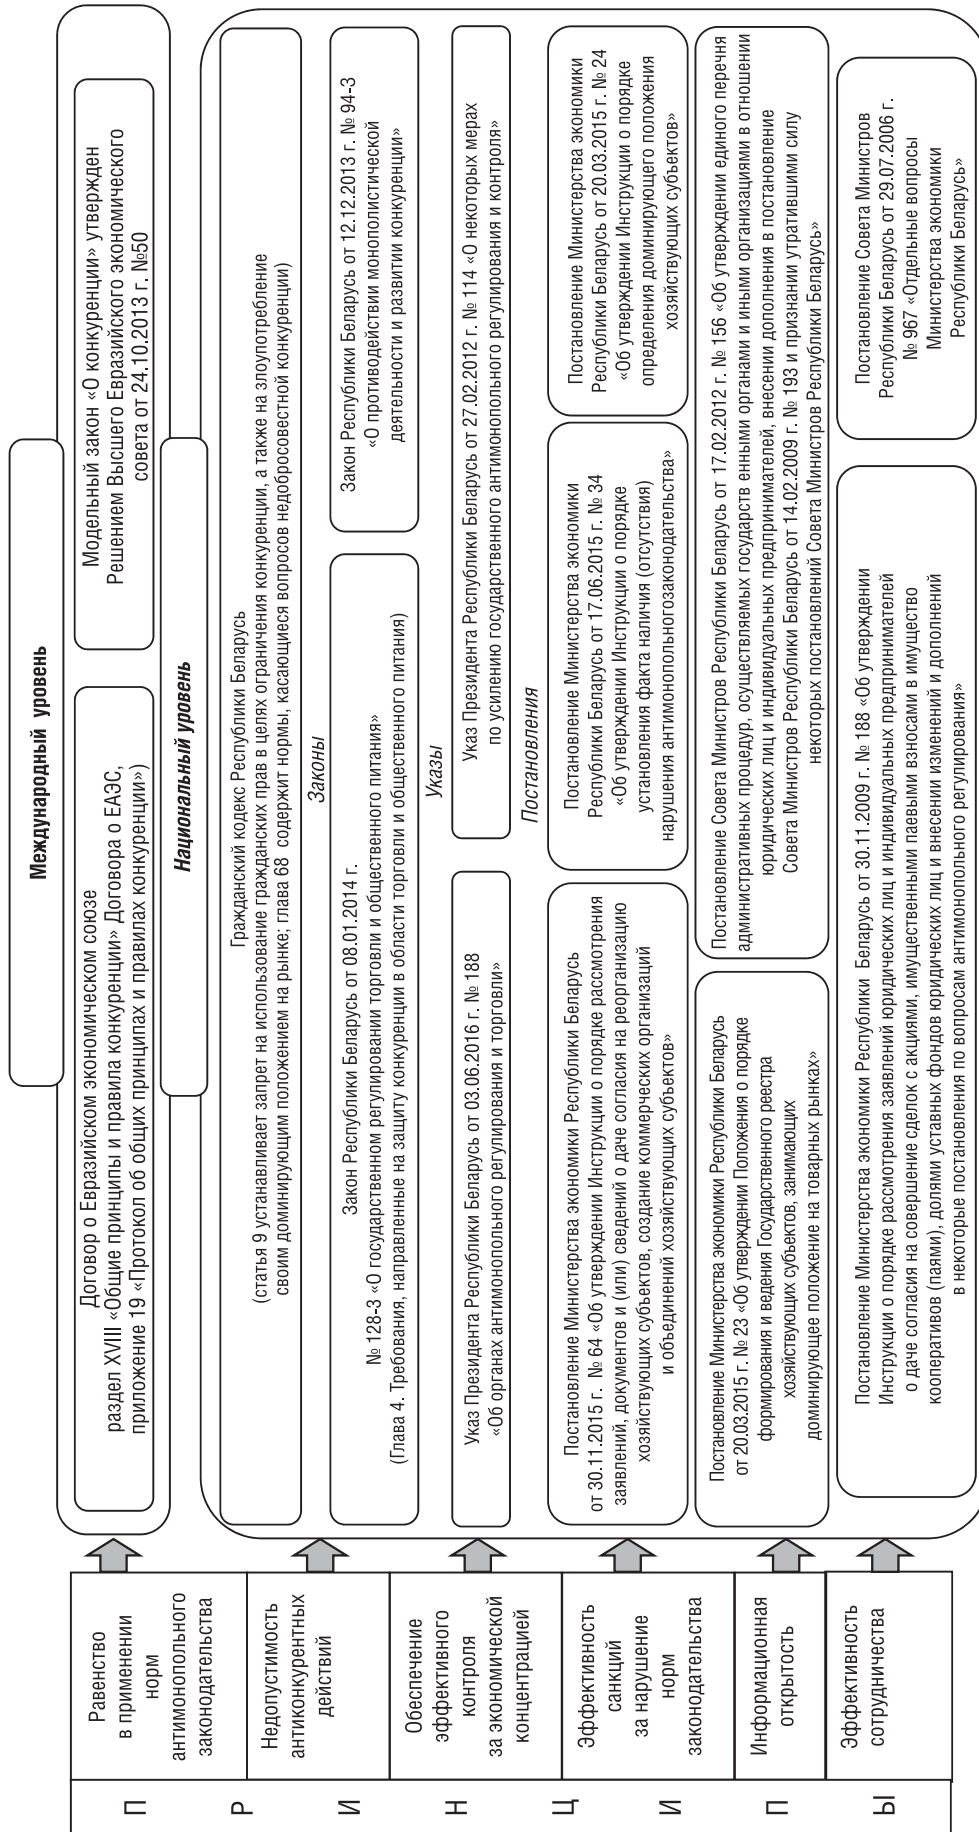 П
Р
И
Н
Ц
И
П
Ы
Равенство
в применении
норм
антимонопольного
законодательства
Недопустимость
антиконкурентных
действий
Обеспечение
эффективного
контроля
за экономической
концентрацией
Эффективность
санкций
за нарушение
норм
законодательства
Информационная
открытость
Эффективность
сотрудничества
Международный уровень
Договор о Евразийском экономическом союзе
раздел XVIII «Общие принципы и правила конкуренции» Договора о ЕАЭС,
приложение 19 «Протокол об общих принципах и правилах конкуренции»)
Модельный закон «О конкуренции» утвержден
Решением Высшего Евразийского экономического
совета от 24.10.2013 г. №50
Национальный уровень
Гражданский кодекс Республики Беларусь
(статья 9 устанавливает запрет на использование гражданских прав в целях ограничения конкуренции, а также на злоупотребление
своим доминирующим положением на рынке; глава 68 содержит нормы, касающиеся вопросов недобросовестной конкуренции)
Законы
Закон Республики Беларусь от 08.01.2014 г.
№ 128-З «О государственном регулировании торговли и общественного питания»
(Глава 4. Требования, направленные на защиту конкуренции в области торговли и общественного питания)
Закон Республики Беларусь от 12.12.2013 г. № 94-З
«О противодействии монополистической
деятельности и развитии конкуренции»
Указы
Указ Президента Республики Беларусь от 03.06.2016 г. № 188
«Об органах антимонопольного регулирования и торговли»
Указ Президента Республики Беларусь от 27.02.2012 г. № 114 «О некоторых мерах
по усилению государственного антимонопольного регулирования и контроля»
Постановления
Постановление Министерства экономики Республики Беларусь
от 30.11.2015 г. № 64 «Об утверждении Инструкции о порядке рассмотрения
заявлений, документов и (или) сведений о даче согласия на реорганизацию
хозяйствующих субъектов, создание коммерческих организаций
и объединений хозяйствующих субъектов»
Постановление Министерства экономики
Республики Беларусь от 17.06.2015 г. № 34
«Об утверждении Инструкции о порядке
установления факта наличия (отсутствия)
нарушения антимонопольногозаконодательства»
Постановление Министерства экономики
Республики Беларусь от 20.03.2015 г. № 24
«Об утверждении Инструкции о порядке
определения доминирующего положения
хозяйствующих субъектов»
Постановление Министерства экономики Республики Беларусь
от 20.03.2015 г. № 23 «Об утверждении Положения о порядке
формирования и ведения Государственного реестра
хозяйствующих субъектов, занимающих
доминирующее положение на товарных рынках»
Постановление Совета Министров Республики Беларусь от 17.02.2012 г. № 156 «Об утверждении единого перечня
административных процедур, осуществляемых государств енными органами и иными организациями в отношении
юридических лиц и индивидуальных предпринимателей, внесении дополнения в постановление
Совета Министров Республики Беларусь от 14.02.2009 г. № 193 и признании утратившими силу
некоторых постановлений Совета Министров Республики Беларусь»
Постановление Министерства экономики Республики Беларусь от 30.11.2009 г. № 188 «Об утверждении
Инструкции о порядке рассмотрения заявлений юридических лиц и индивидуальных предпринимателей
о даче согласия на совершение сделок с акциями, имущественными паевыми взносами в имущество
кооперативов (паями), долями уставных фондов юридических лиц и внесении изменений и дополнений
в некоторые постановления по вопросам антимонопольного регулирования»
Постановление Совета Министров
Республики Беларусь от 29.07.2006 г.
№ 967 «Отдельные вопросы
Министерства экономики
Республики Беларусь»